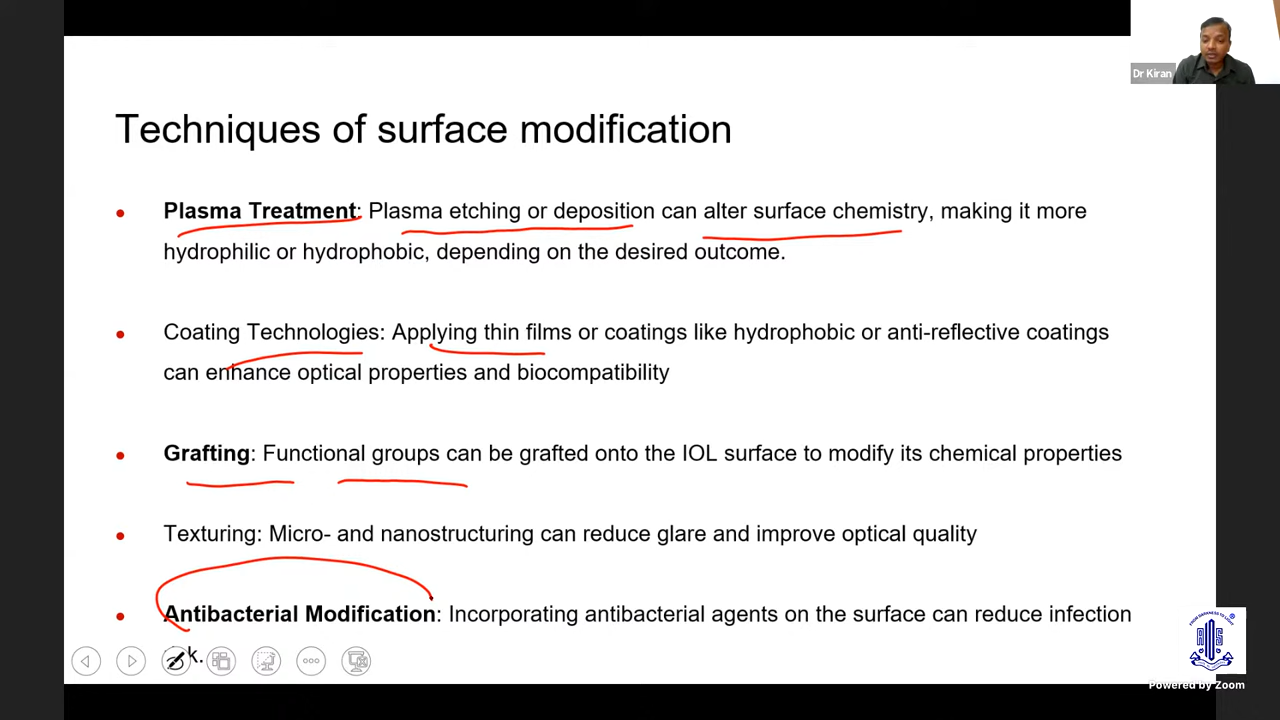 Dr Kiran
Techniques of surface modification
• Plasma Treatment: Plasma etching or deposition can alter surface chemistry, making it more
hydrophilic or hydrophobic, depending on the desired outcome.
• Coating Technologies: Applying thin films or coatings like hydrophobic or anti-reflective coatings
can enhance optical properties and biocompatibility
• Grafting: Functional groups can be grafted onto the IOL surface to modify its chemical properties
• Texturing: Micro- and nanostructuring can reduce glare and improve optical quality
• Antibacterial Modification: Incorporating antibacterial agents on the surface can reduce infection
Powered by Zoom